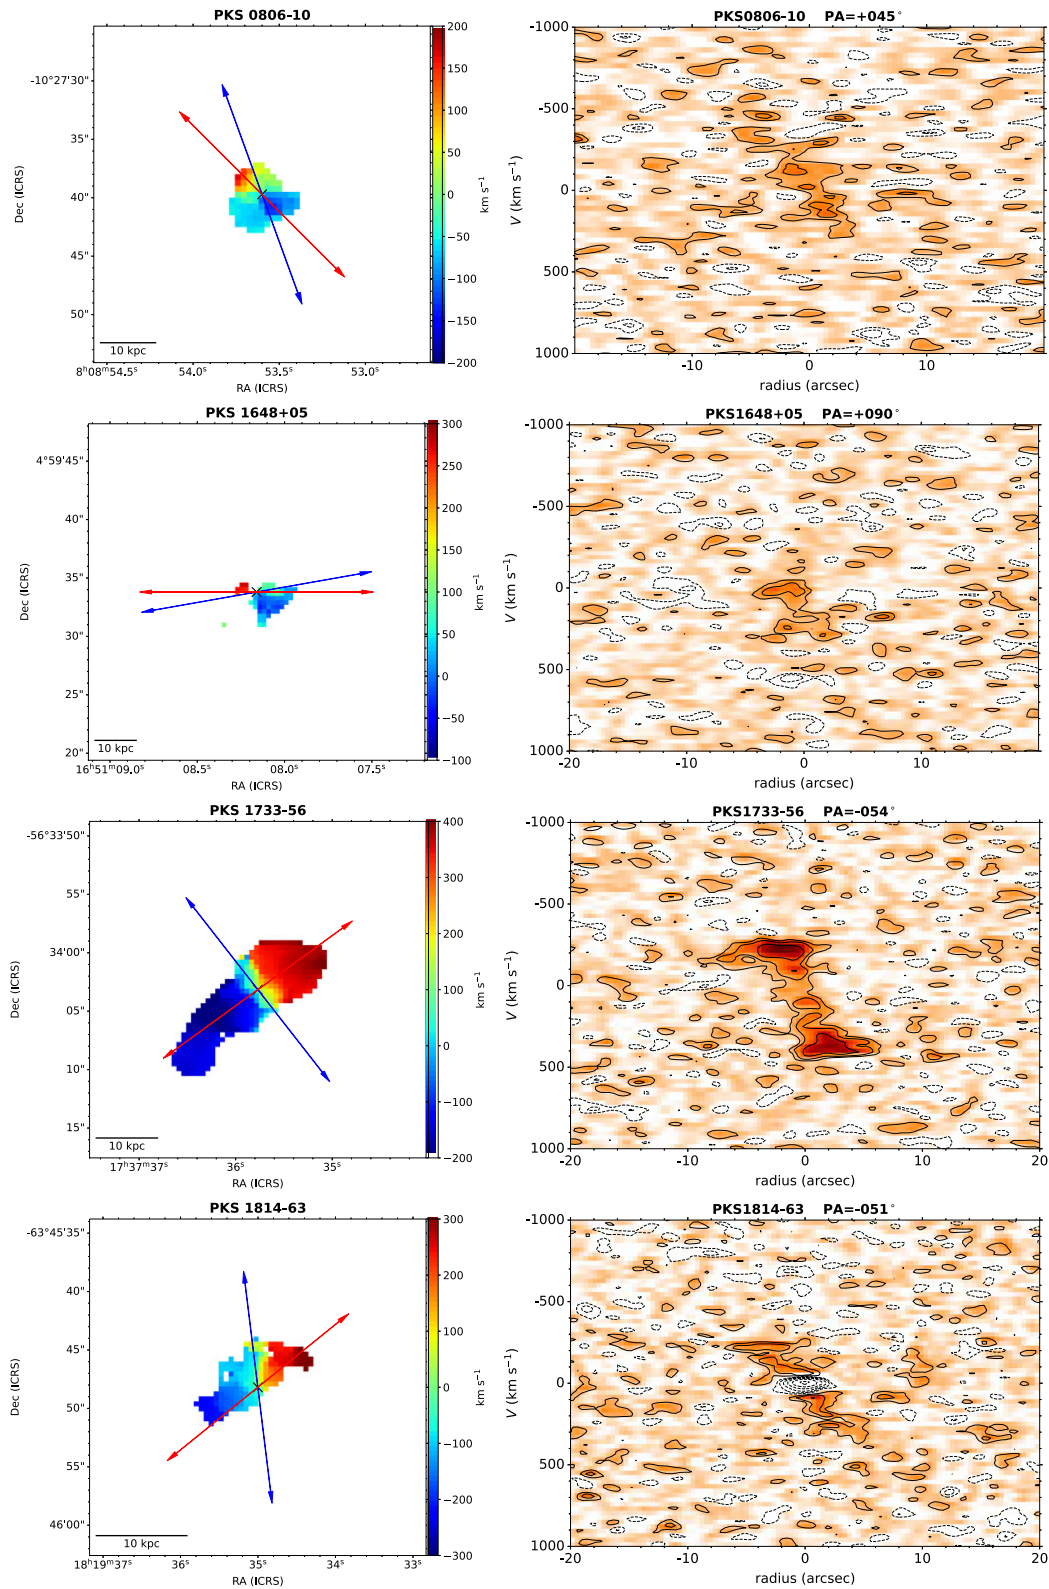 PKS 0806-10
-10°27'30"
35"
40"
45"
50"
Dec (ICRS)
10 kpc
8ʰ08ᵐ54.5ˢ 54.0ˢ 53.5ˢ 53.0ˢ
RA (ICRS)
200
150
100
50
0
−50
−100
−150
−200
km s⁻¹
PKS0806-10 PA=+045°
-1000
-500
0
500
1000
V (km s⁻¹)
-10 0 10 20
radius (arcsec)
PKS 1648+05
4°59'45"
40"
35"
30"
25"
20"
Dec (ICRS)
10 kpc
16ʰ51ᵐ09.0ˢ 08.5ˢ 08.0ˢ 07.5ˢ
RA (ICRS)
300
250
200
150
100
50
0
−50
−100
km s⁻¹
PKS1648+05 PA=+090°
-1000
-500
0
500
1000
V (km s⁻¹)
-20 -10 0 10
radius (arcsec)
PKS 1733-56
-56°33'50"
55"
34'00"
05"
10"
15"
Dec (ICRS)
10 kpc
17ʰ37ᵐ37ˢ 36ˢ 35ˢ
RA (ICRS)
400
300
200
100
0
−100
−200
km s⁻¹
PKS1733-56 PA=-054°
-1000
-500
0
500
1000
V (km s⁻¹)
-20 -10 0 10 20
radius (arcsec)
PKS 1814-63
-63°45'35"
40"
45"
50"
55"
46'00"
Dec (ICRS)
10 kpc
18ʰ19ᵐ37ˢ 36ˢ 35ˢ 34ˢ 33ˢ
RA (ICRS)
300
200
100
0
−100
−200
−300
km s⁻¹
PKS1814-63 PA=-051°
-1000
-500
0
500
1000
V (km s⁻¹)
-20 -10 0 10 20
radius (arcsec)